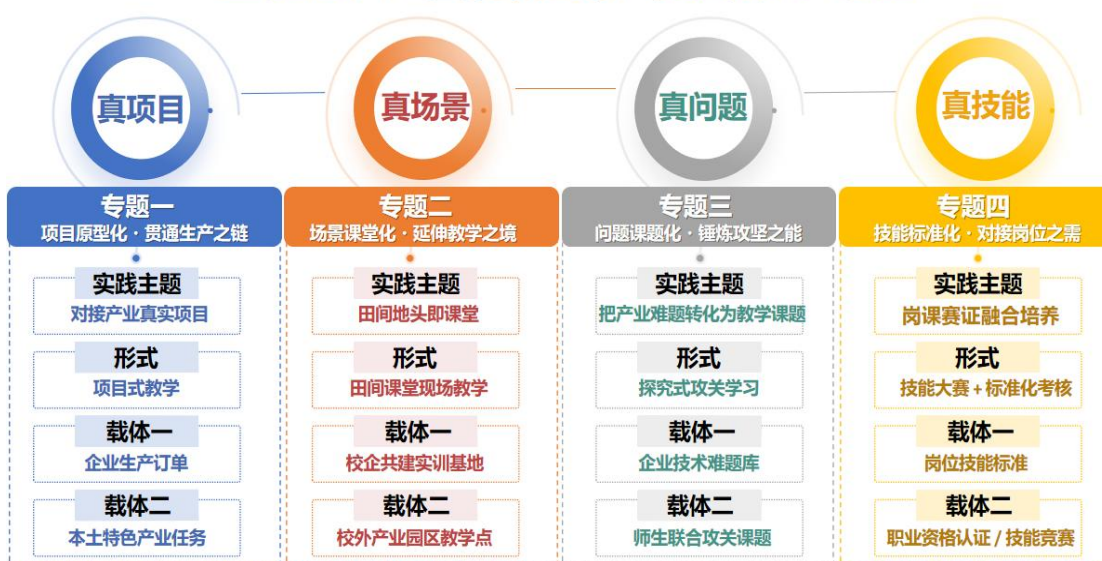 真项目
真场景
真问题
真技能
专题一
项目原型化·贯通生产之链
实践主题
对接产业真实项目
形式
项目式教学
载体一
企业生产订单
载体二
本土特色产业任务
专题二
场景课堂化·延伸教学之境
实践主题
田间地头即课堂
形式
田间课堂现场教学
载体一
校企共建实训基地
载体二
校外产业园区教学点
专题三
问题课题化·锤炼攻坚之能
实践主题
把产业难题转化为教学课题
形式
探究式攻关学习
载体一
企业技术难题库
载体二
师生联合攻关课题
专题四
技能标准化·对接岗位之需
实践主题
岗课赛证融合培养
形式
技能大赛+标准化考核
载体一
岗位技能标准
载体二
职业资格认证/技能竞赛